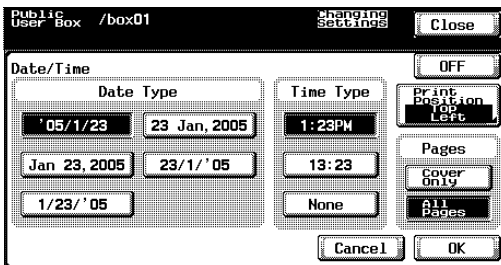 Public
User Box /box01
Changing
Settings
Close
Date/Time
OFF
Date Type
Time Type
Print
Position
Top
Left
'05/1/23
23 Jan, 2005
1:23PM
Jan 23, 2005
23/1/'05
13:23
Pages
Cover
Only
1/23/'05
None
All
Pages
Cancel
OK